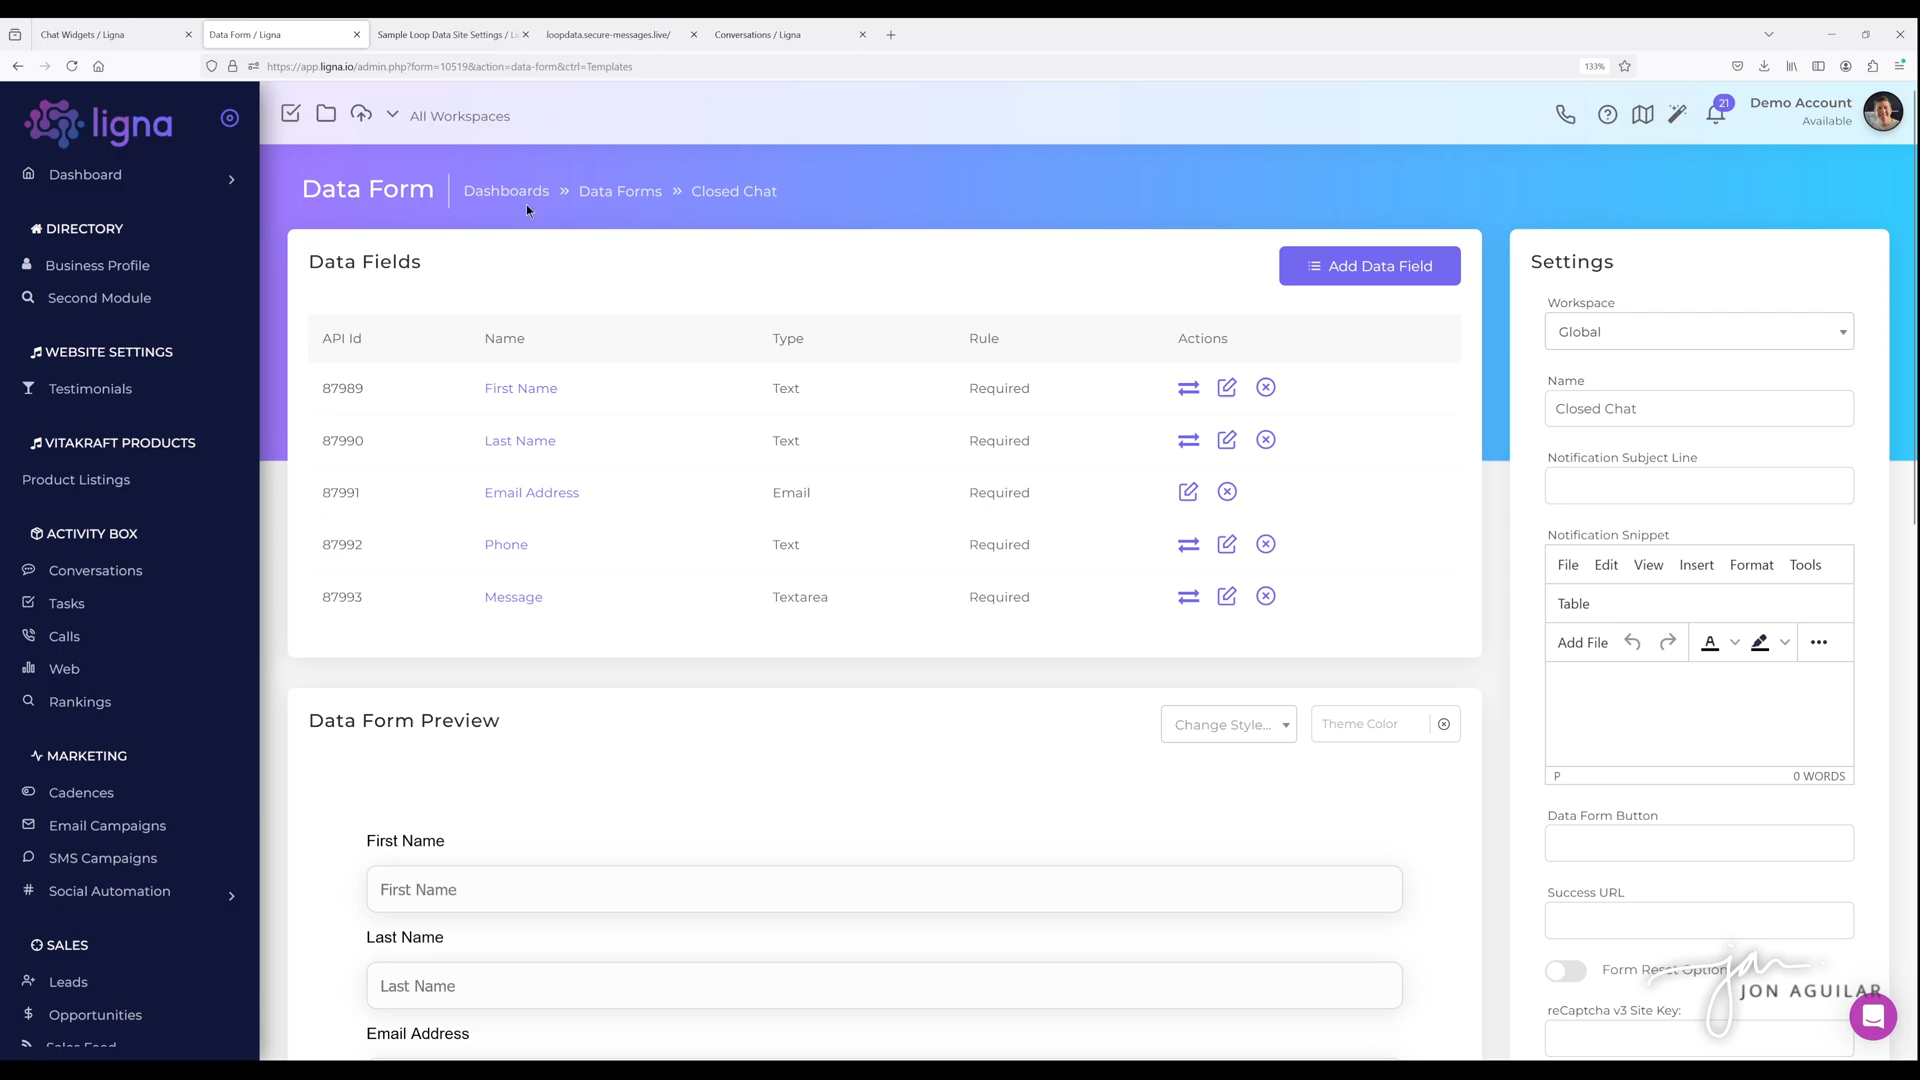 Chat Widgets / Ligna
Data Form / Ligna
Sample Loop Data Site Settings / Li
loopdata.secure-messages.live/
Conversations / Ligna
https://app.ligna.io/admin.php?form=10519&action=data-form&ctrl=Templates
133%
ligna
All Workspaces
21
Demo Account
Available
Dashboard
DIRECTORY
Business Profile
Second Module
WEBSITE SETTINGS
Testimonials
VITAKRAFT PRODUCTS
Product Listings
ACTIVITY BOX
Conversations
Tasks
Calls
Web
Rankings
MARKETING
Cadences
Email Campaigns
SMS Campaigns
Social Automation
SALES
Leads
Opportunities
Sales Feed
Data Form
Dashboards » Data Forms » Closed Chat
Data Fields
Add Data Field
API Id Name Type Rule Actions
87989 First Name Text Required
87990 Last Name Text Required
87991 Email Address Email Required
87992 Phone Text Required
87993 Message Textarea Required
Data Form Preview
Change Style...
Theme Color
First Name
First Name
Last Name
Last Name
Email Address
Settings
Workspace
Global
Name
Closed Chat
Notification Subject Line
Notification Snippet
File Edit View Insert Format Tools
Table
Add File
A
P 0 WORDS
Data Form Button
Success URL
Form Reset Option
jon
JON AGUILAR
reCaptcha v3 Site Key: